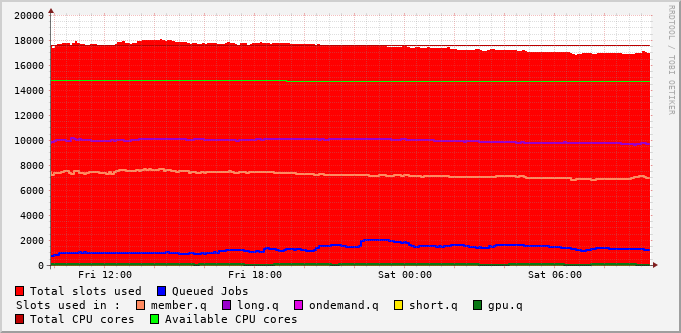 20000
18000
16000
14000
12000
10000
8000
6000
4000
2000
0
Fri 12:00 Fri 18:00 Sat 00:00 Sat 06:00
RRDTOOL / TOBI OETIKER
Total slots used Queued Jobs
Slots used in : member.q long.q ondemand.q short.q gpu.q
Total CPU cores Available CPU cores